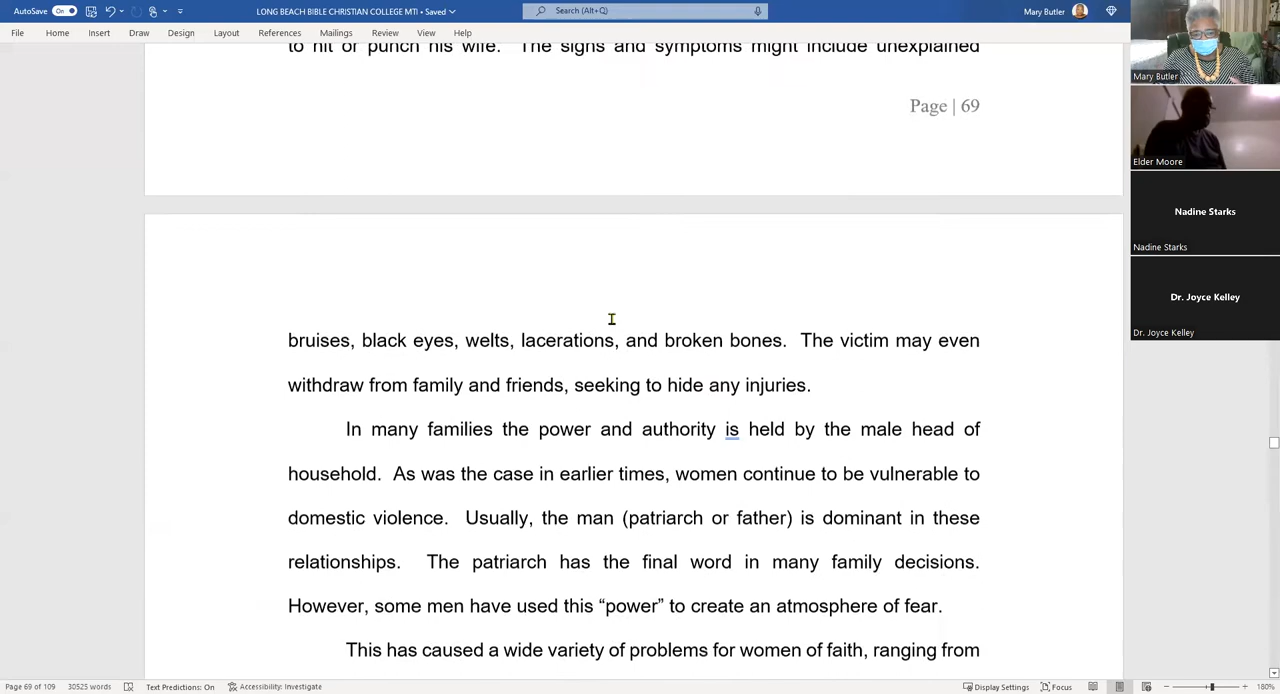 AutoSave On LONG BEACH BIBLE CHRISTIAN COLLEGE MTI • Saved Search (Alt+Q) Mary Butler
File Home Insert Draw Design Layout References Mailings Review View Help
to hit or punch his wife. The signs and symptoms might include unexplained
Page | 69
bruises, black eyes, welts, lacerations, and broken bones. The victim may even
withdraw from family and friends, seeking to hide any injuries.
In many families the power and authority is held by the male head of
household. As was the case in earlier times, women continue to be vulnerable to
domestic violence. Usually, the man (patriarch or father) is dominant in these
relationships. The patriarch has the final word in many family decisions.
However, some men have used this “power” to create an atmosphere of fear.
This has caused a wide variety of problems for women of faith, ranging from
Page 69 of 109 30525 words Text Predictions: On Accessibility: Investigate Display Settings Focus 180%
Mary Butler
Elder Moore
Nadine Starks
Nadine Starks
Dr. Joyce Kelley
Dr. Joyce Kelley